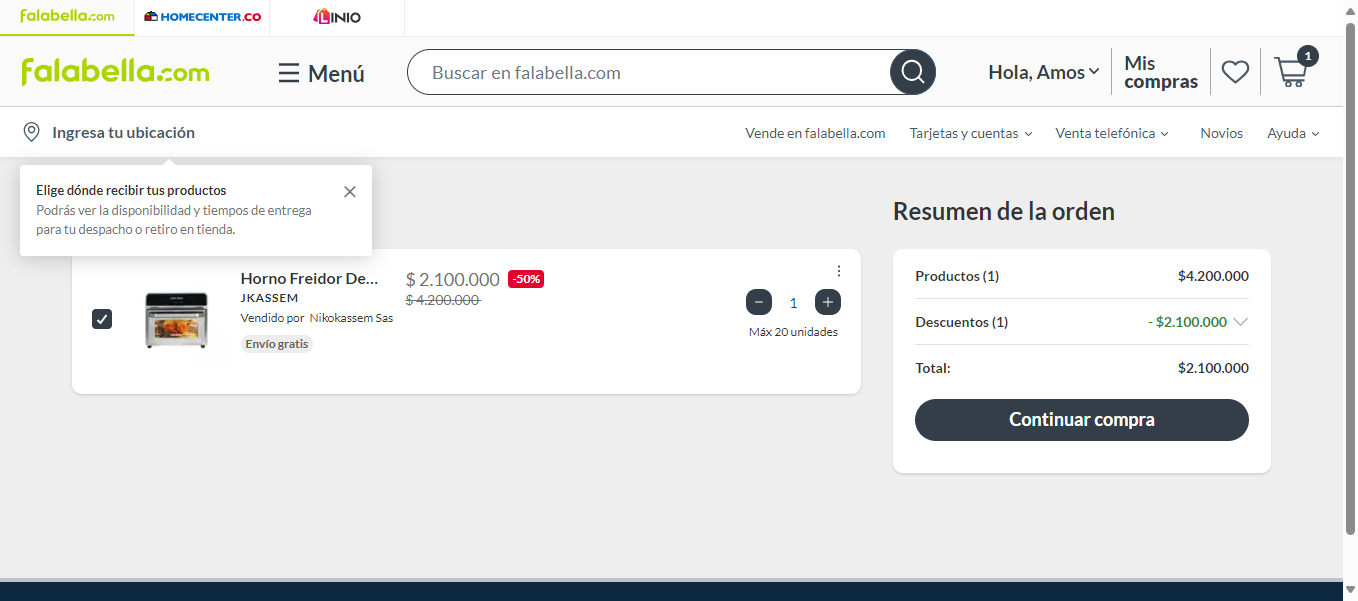 falabella.com
HOMECENTER.CO
LINIO
falabella.com
Menú
Buscar en falabella.com
Hola, Amos
Mis
compras
1
Ingresa tu ubicación
Vende en falabella.com
Tarjetas y cuentas
Venta telefónica
Novios
Ayuda
Elige dónde recibir tus productos
Podrás ver la disponibilidad y tiempos de entrega
para tu despacho o retiro en tienda.
Horno Freidor De...
JKASSEM
Vendido por Nikokassem Sas
Envío gratis
$ 2.100.000 -50%
$ 4.200.000
− 1 +
Máx 20 unidades
Resumen de la orden
Productos (1) $4.200.000
Descuentos (1) - $2.100.000
Total: $2.100.000
Continuar compra